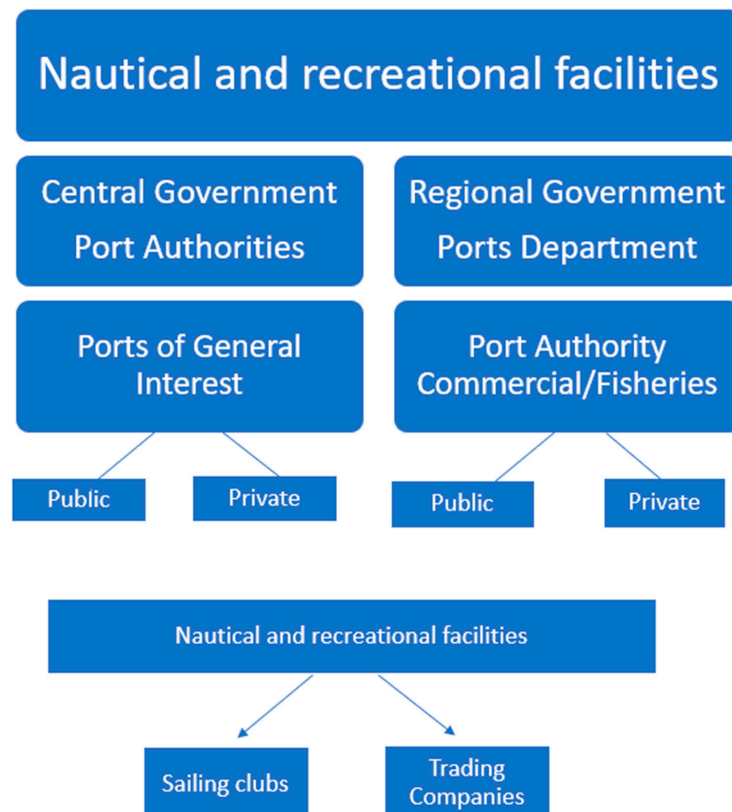 Nautical and recreational facilities
Central Government
Port Authorities
Regional Government
Ports Department
Ports of General
Interest
Port Authority
Commercial/Fisheries
Public
Private
Public
Private
Nautical and recreational facilities
Sailing clubs
Trading
Companies